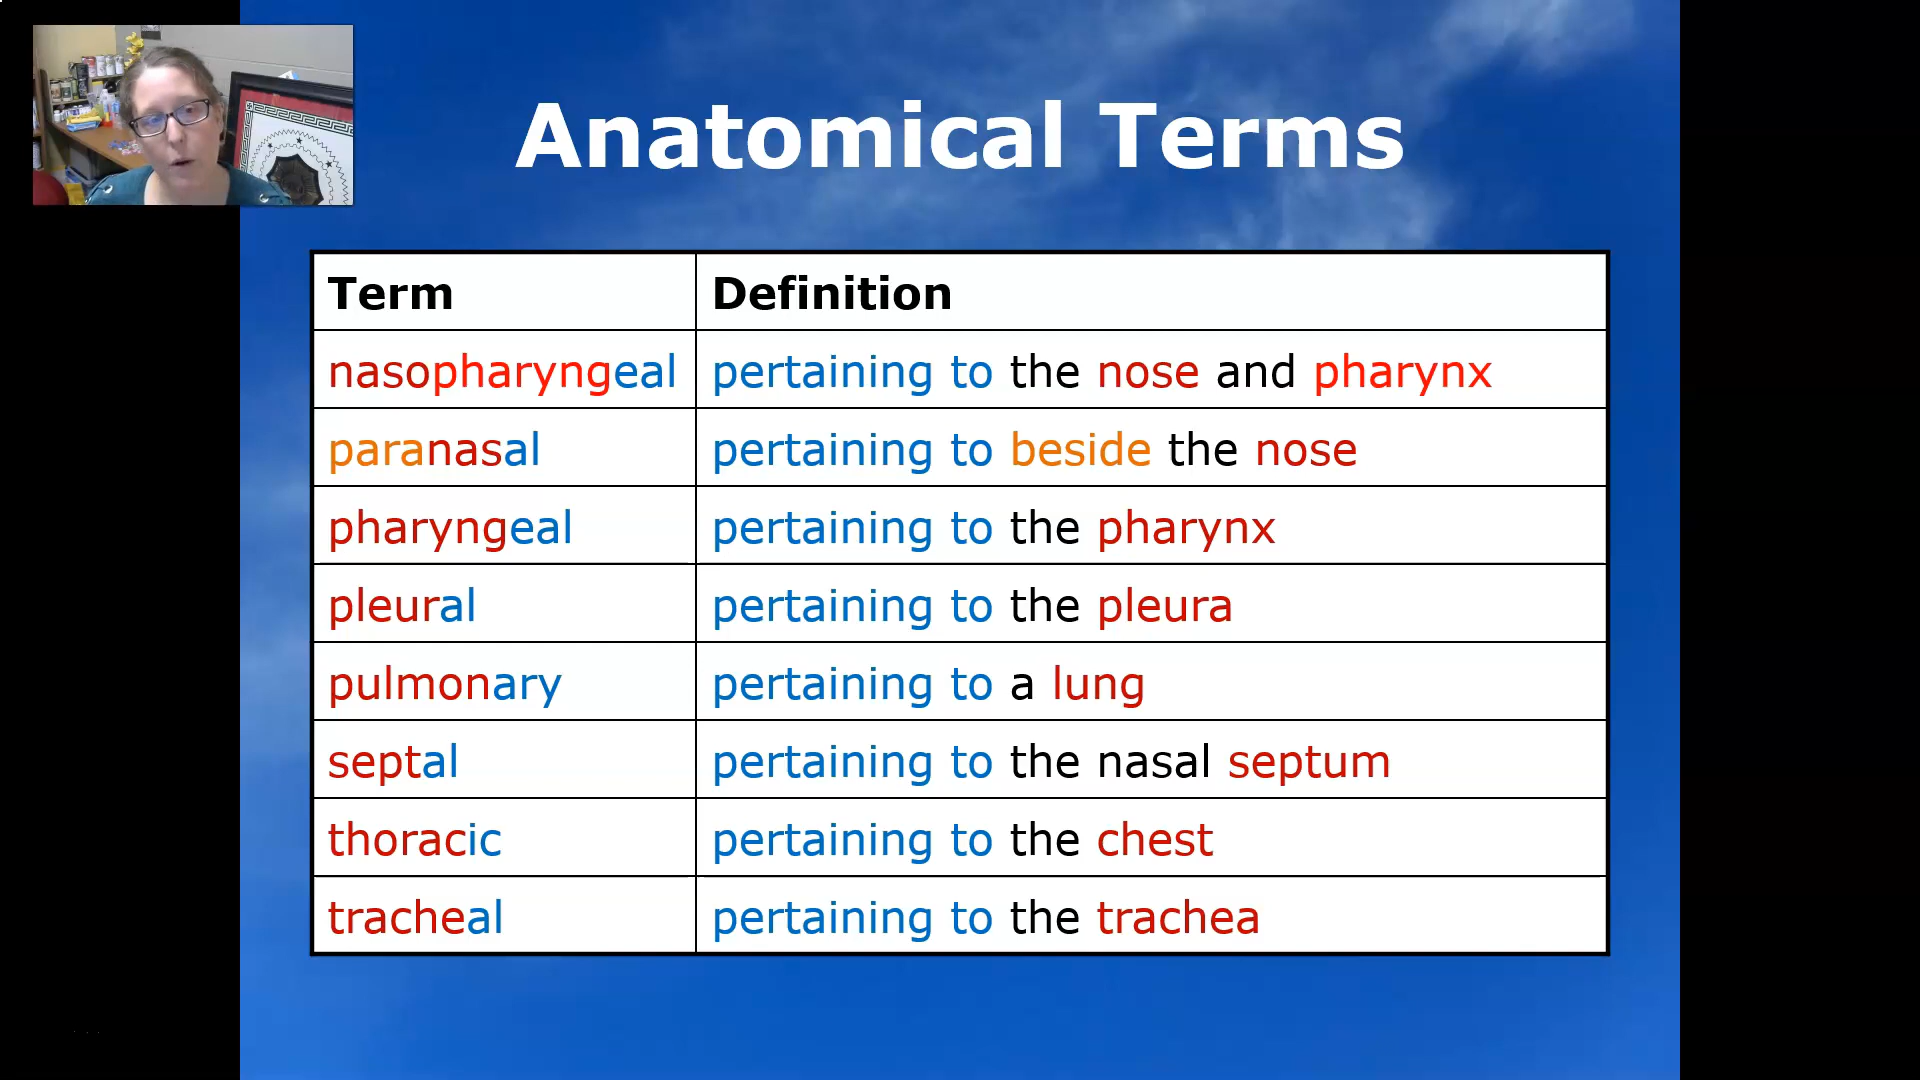 Anatomical Terms
Term Definition
nasopharyngeal pertaining to the nose and pharynx
paranasal pertaining to beside the nose
pharyngeal pertaining to the pharynx
pleural pertaining to the pleura
pulmonary pertaining to a lung
septal pertaining to the nasal septum
thoracic pertaining to the chest
tracheal pertaining to the trachea